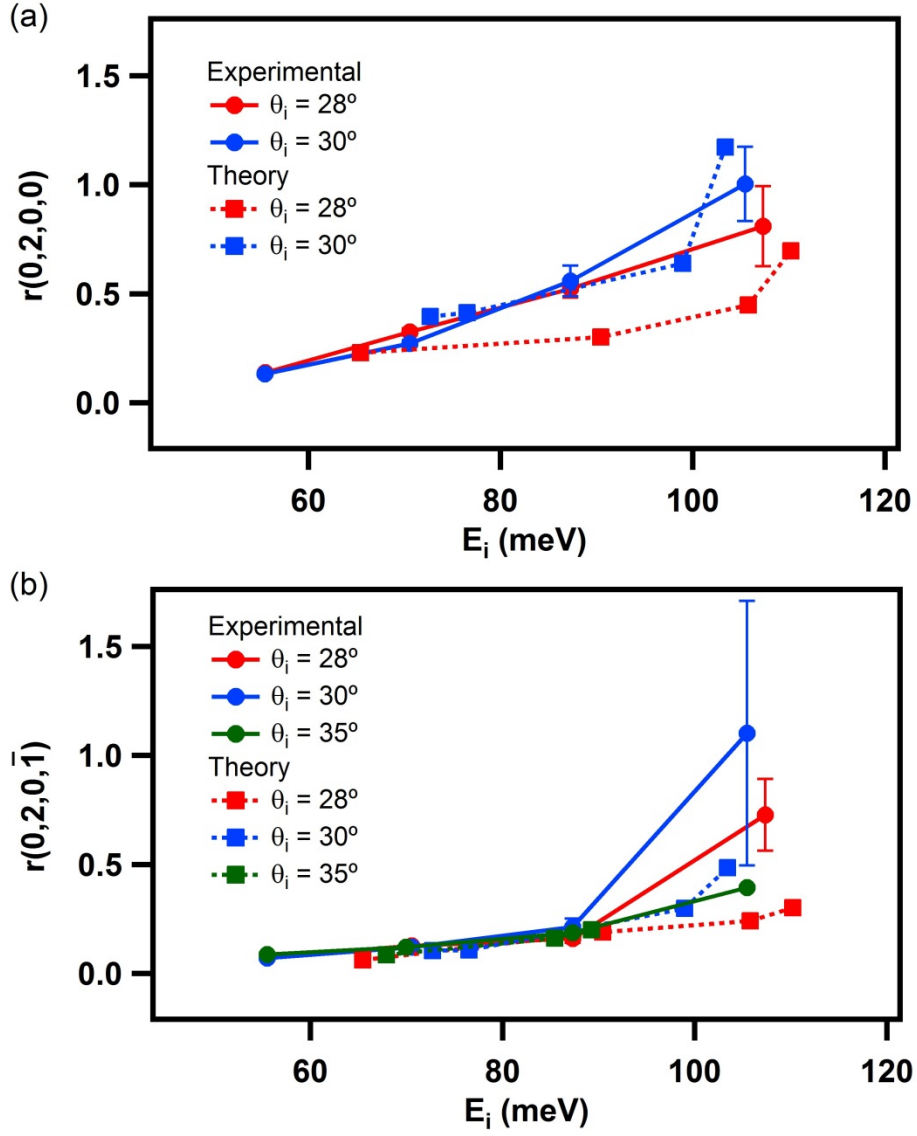 (a)
r(0,2,0,0)
1.5
1.0
0.5
0.0
Experimental
θi = 28º
θi = 30º
Theory
θi = 28º
θi = 30º
60 80 100 120
Ei (meV)
(b)
r(0,2,0,1̅)
1.5
1.0
0.5
0.0
Experimental
θi = 28º
θi = 30º
θi = 35º
Theory
θi = 28º
θi = 30º
θi = 35º
60 80 100 120
Ei (meV)